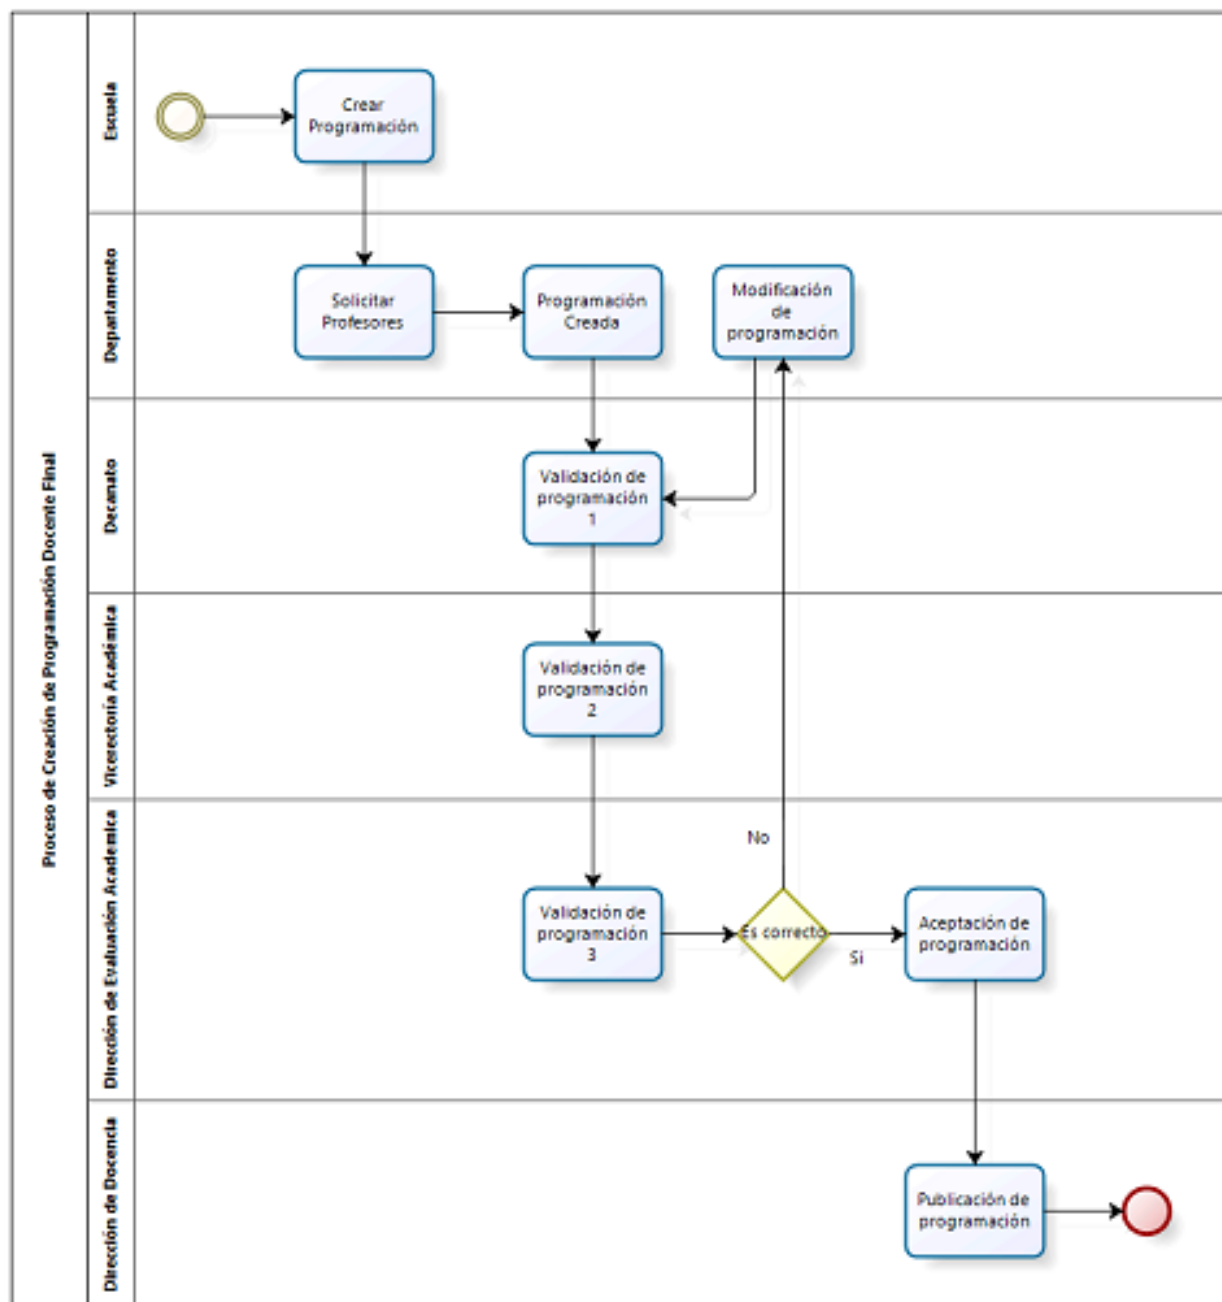 Proceso de Creación de Programación Docente Final
Escuela
Crear
Programación
Departamento
Solicitar
Profesores
Programación
Creada
Modificación
de
programación
Decanato
Validación de
programación
1
Vicerectoría Académica
Validación de
programación
2
Dirección de Evaluación Academica
Validación de
programación
3
Es correcto
No
Si
Aceptación de
programación
Dirección de Docencia
Publicación de
programación